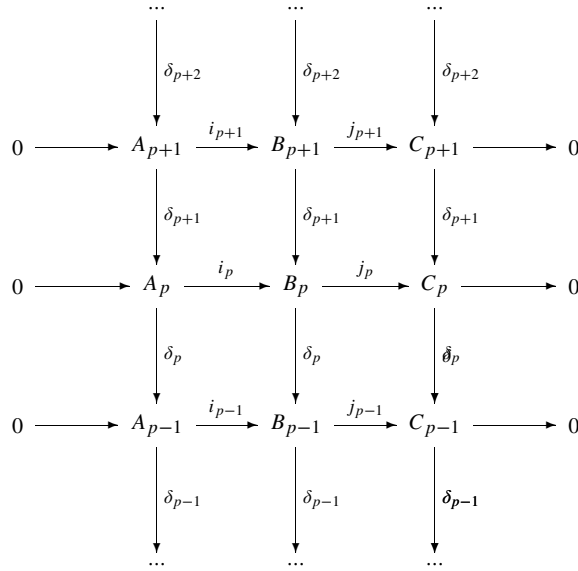 ... ... ...
δ_{p+2} δ_{p+2} δ_{p+2}
i_{p+1} j_{p+1}
0 A_{p+1} B_{p+1} C_{p+1} 0
δ_{p+1} δ_{p+1} δ_{p+1}
i_p j_p
0 A_p B_p C_p 0
δ_p δ_p δ_p
i_{p−1} j_{p−1}
0 A_{p−1} B_{p−1} C_{p−1} 0
δ_{p−1} δ_{p−1} δ_{p−1}
... ... ...